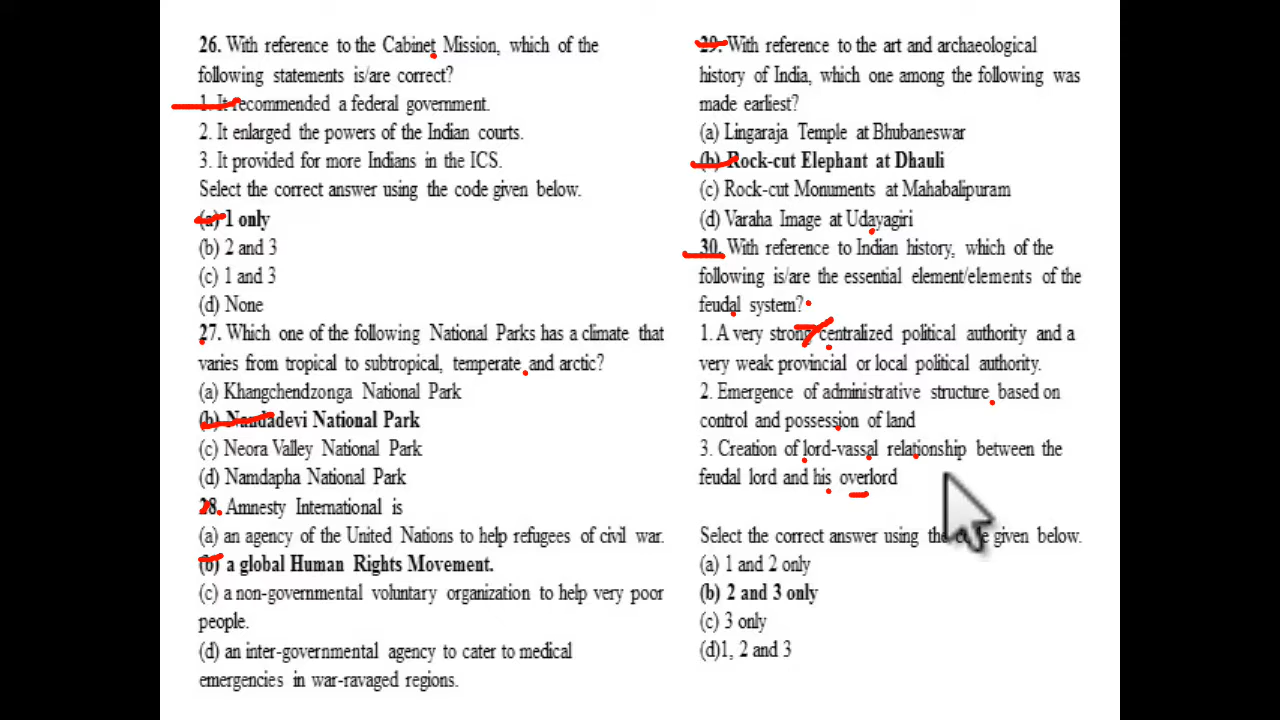 26. With reference to the Cabinet Mission, which of the
following statements is/are correct?
1. It recommended a federal government.
2. It enlarged the powers of the Indian courts.
3. It provided for more Indians in the ICS.
Select the correct answer using the code given below.
(a) 1 only
(b) 2 and 3
(c) 1 and 3
(d) None
27. Which one of the following National Parks has a climate that
varies from tropical to subtropical, temperate and arctic?
(a) Khangchendzonga National Park
(b) Nandadevi National Park
(c) Neora Valley National Park
(d) Namdapha National Park
28. Amnesty International is
(a) an agency of the United Nations to help refugees of civil war.
(b) a global Human Rights Movement.
(c) a non-governmental voluntary organization to help very poor
people.
(d) an inter-governmental agency to cater to medical
emergencies in war-ravaged regions.
29. With reference to the art and archaeological
history of India, which one among the following was
made earliest?
(a) Lingaraja Temple at Bhubaneswar
(b) Rock-cut Elephant at Dhauli
(c) Rock-cut Monuments at Mahabalipuram
(d) Varaha Image at Udayagiri
30. With reference to Indian history, which of the
following is/are the essential element/elements of the
feudal system?
1. A very strong centralized political authority and a
very weak provincial or local political authority.
2. Emergence of administrative structure based on
control and possession of land
3. Creation of lord-vassal relationship between the
feudal lord and his overlord
Select the correct answer using the code given below.
(a) 1 and 2 only
(b) 2 and 3 only
(c) 3 only
(d)1, 2 and 3